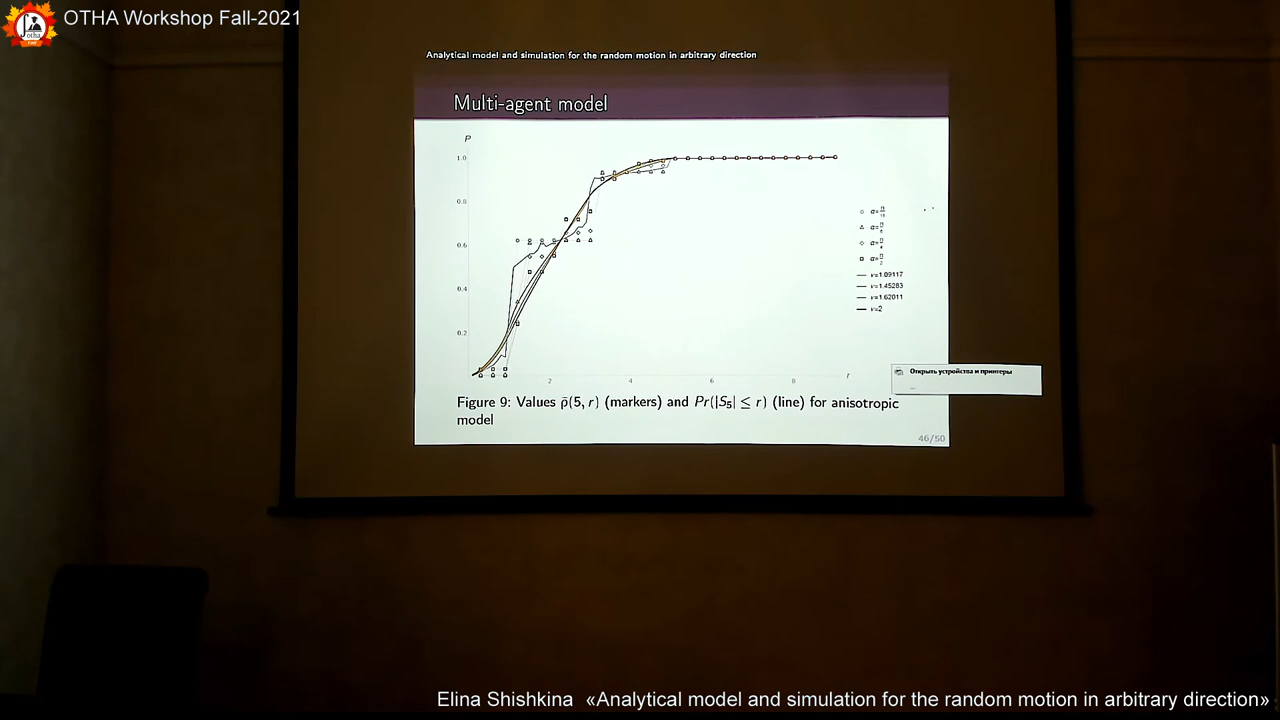 OTHA Workshop Fall-2021
Analytical model and simulation for the random motion in arbitrary direction
Multi-agent model
P
1.0
0.8
0.6
0.4
0.2
2
4
6
8
r
ν=1.09117
ν=1.45283
ν=1.62011
ν=2
Открыть устройства и принтеры
Figure 9: Values ρ̄(5, r) (markers) and Pr(|S₅| ≤ r) (line) for anisotropic
model
46/50
Elina Shishkina «Analytical model and simulation for the random motion in arbitrary direction»